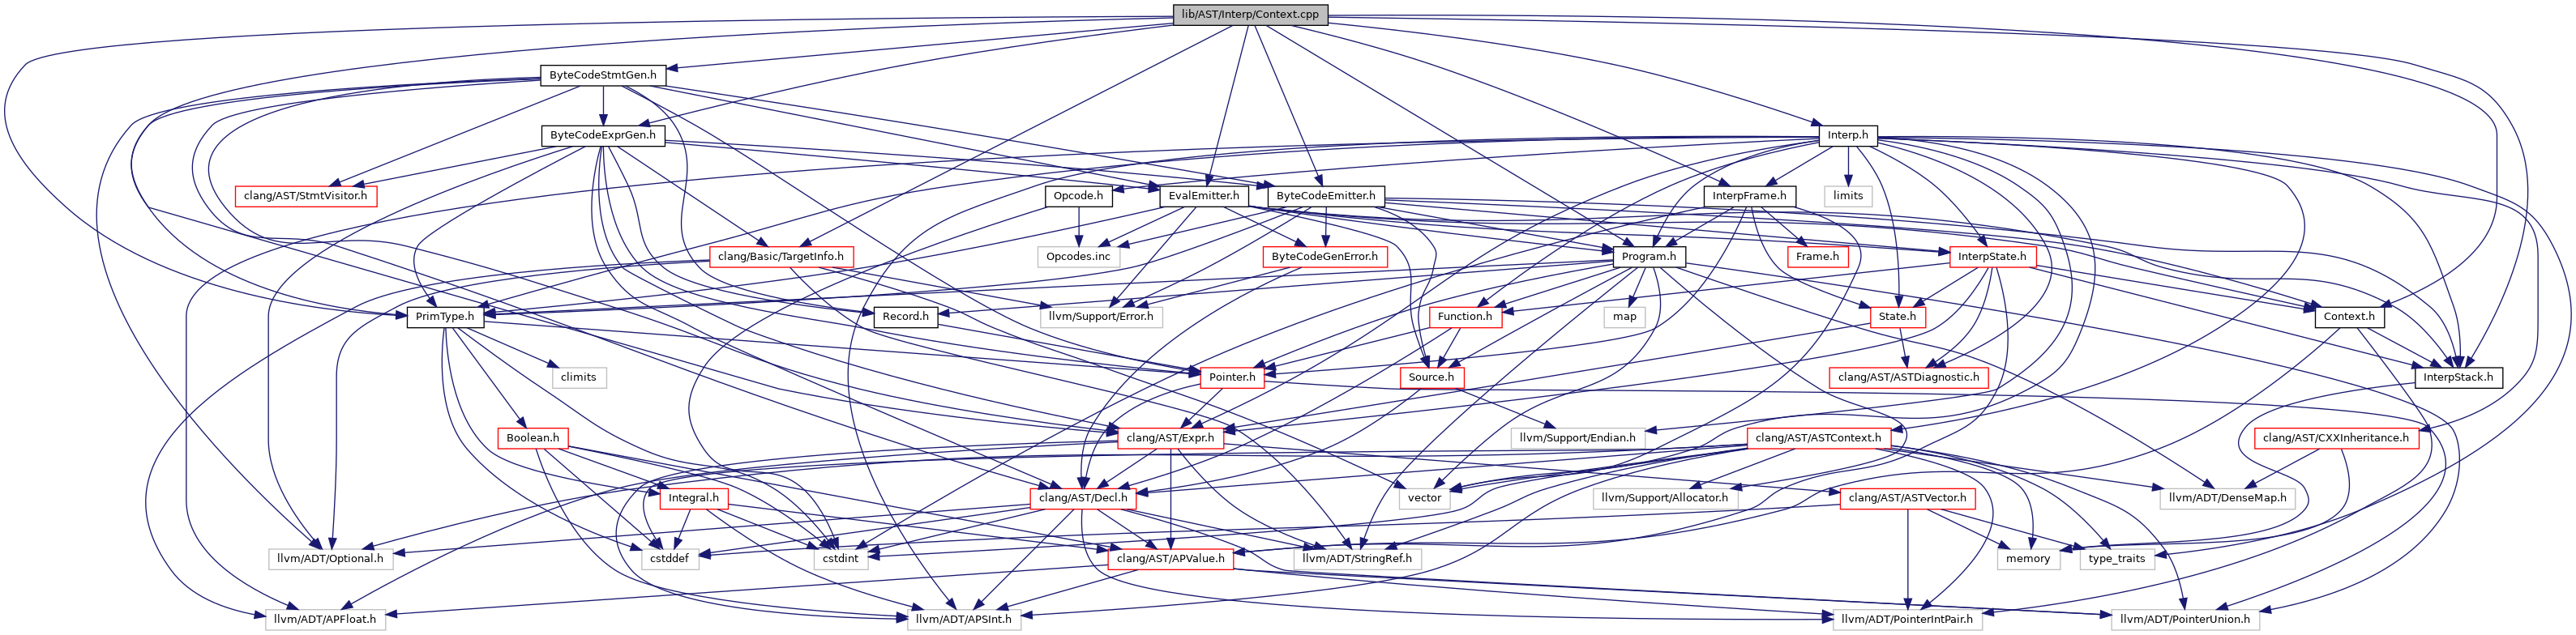 lib/AST/Interp/Context.cpp
ByteCodeStmtGen.h
ByteCodeExprGen.h
Interp.h
clang/AST/StmtVisitor.h
Opcode.h
EvalEmitter.h
ByteCodeEmitter.h
InterpFrame.h
limits
clang/Basic/TargetInfo.h
Opcodes.inc
ByteCodeGenError.h
Program.h
Frame.h
InterpState.h
PrimType.h
Record.h
llvm/Support/Error.h
Function.h
map
State.h
Context.h
climits
Pointer.h
Source.h
clang/AST/ASTDiagnostic.h
InterpStack.h
Boolean.h
clang/AST/Expr.h
llvm/Support/Endian.h
clang/AST/ASTContext.h
clang/AST/CXXInheritance.h
Integral.h
clang/AST/Decl.h
vector
llvm/Support/Allocator.h
clang/AST/ASTVector.h
llvm/ADT/DenseMap.h
llvm/ADT/Optional.h
cstddef
cstdint
clang/AST/APValue.h
llvm/ADT/StringRef.h
memory
type_traits
llvm/ADT/APFloat.h
llvm/ADT/APSInt.h
llvm/ADT/PointerIntPair.h
llvm/ADT/PointerUnion.h